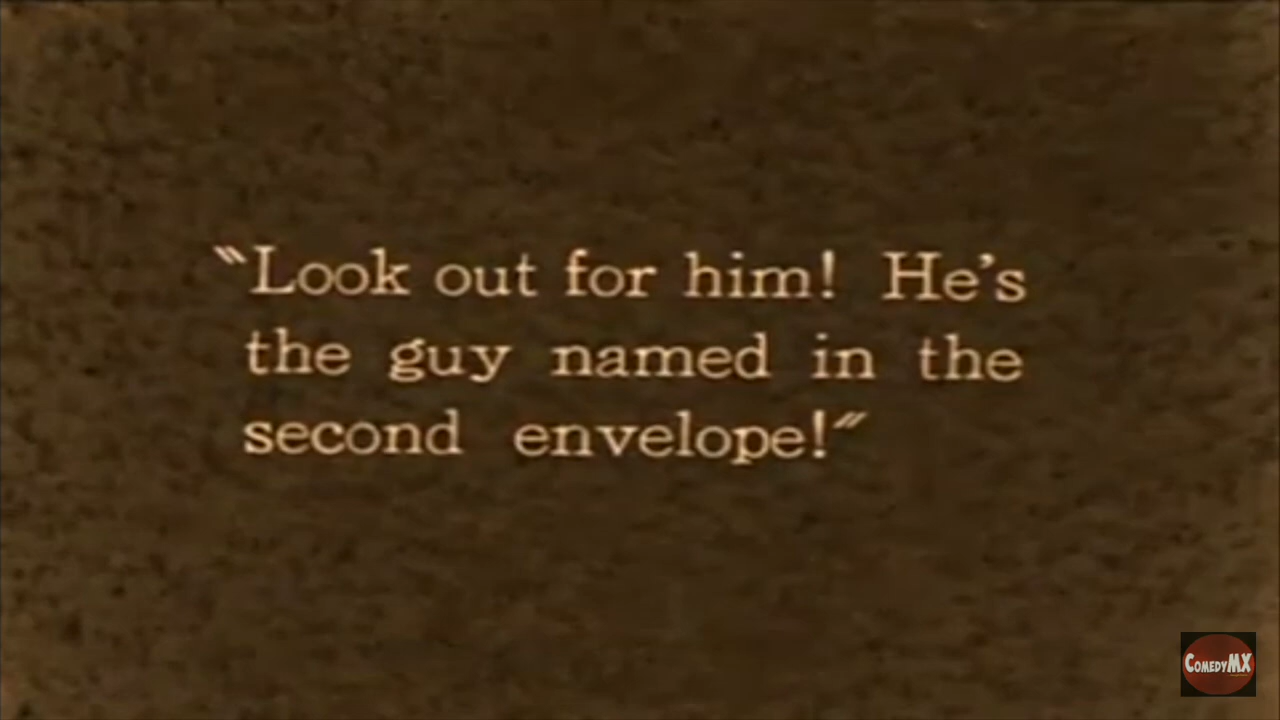 "Look out for him! He's
the guy named in the
second envelope!"
COMEDYMX